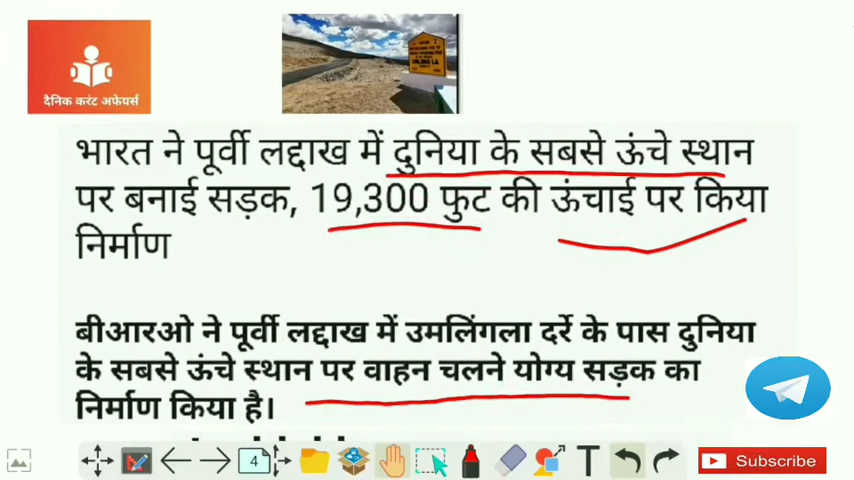 दैनिक करंट अफेयर्स
UMLING LA
भारत ने पूर्वी लद्दाख में दुनिया के सबसे ऊंचे स्थान
पर बनाई सड़क, 19,300 फुट की ऊंचाई पर किया
निर्माण
बीआरओ ने पूर्वी लद्दाख में उमलिंगला दर्रे के पास दुनिया
के सबसे ऊंचे स्थान पर वाहन चलने योग्य सड़क का
निर्माण किया है।
4
T
Subscribe